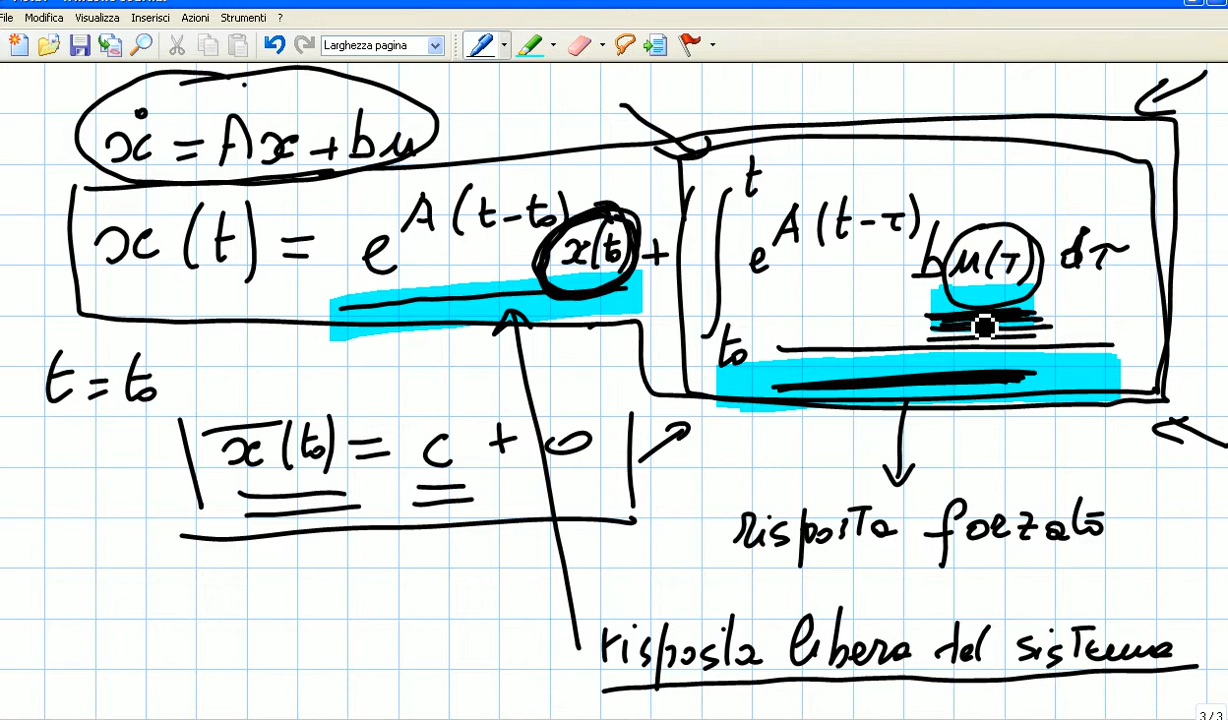 File Modifica Visualizza Inserisci Azioni Strumenti ?
Larghezza pagina
ẋ = Ax + bu
x(t) = e^{A(t-t₀)} x(t₀) + ∫_{t₀}^{t} e^{A(t-τ)} b u(τ) dτ
t = t₀
x(t₀) = c + 0
risposta forzata
risposta libera del sistema
3 / 3